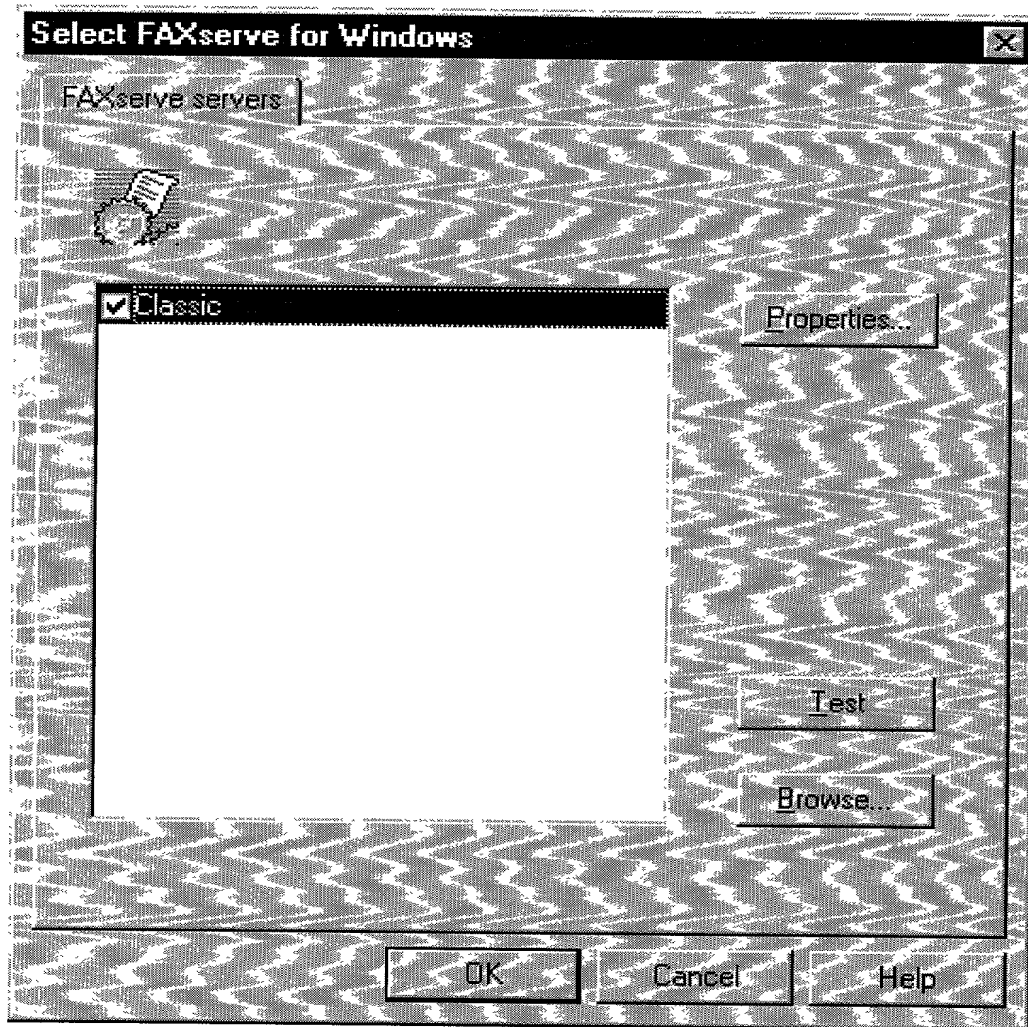 Select FAXserve for Windows
FAXserve servers
Classic
Properties...
Test
Browse...
OK
Cancel
Help